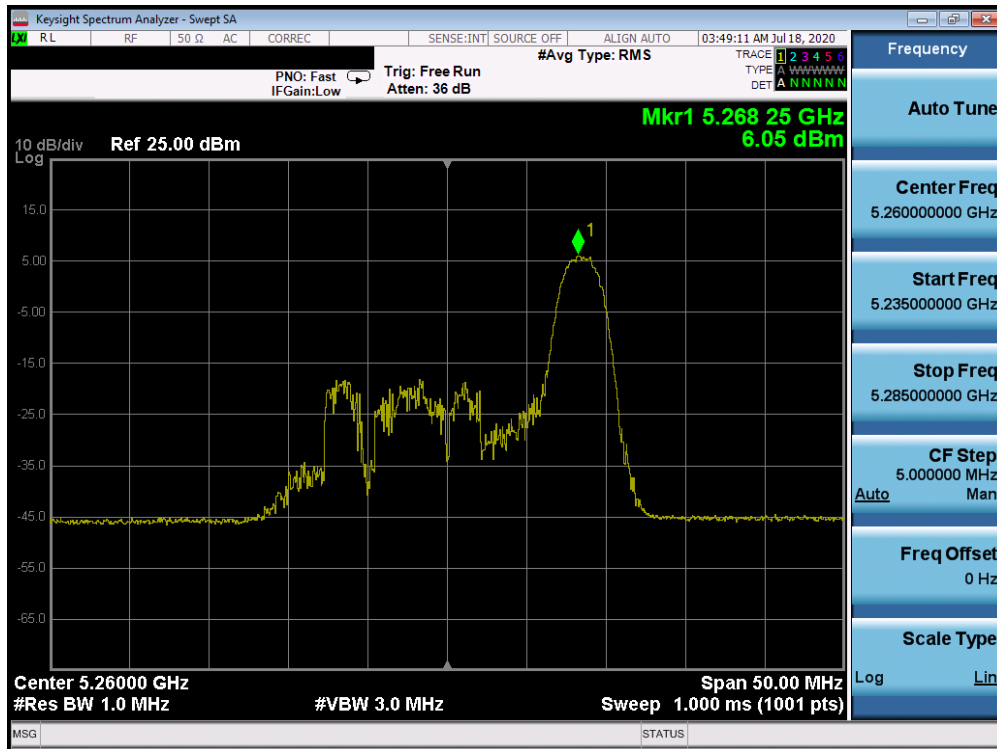 Keysight Spectrum Analyzer - Swept SA
LXI RL RF 50 Ω AC CORREC SENSE:INT SOURCE OFF ALIGN AUTO 03:49:11 AM Jul 18, 2020
#Avg Type: RMS
TRACE 1 2 3 4 5 6
TYPE A WWWWW
DET A N N N N N
PNO: Fast
IFGain:Low
Trig: Free Run
Atten: 36 dB
Mkr1 5.268 25 GHz
6.05 dBm
10 dB/div Ref 25.00 dBm
Log
15.0
5.00
-5.00
-15.0
-25.0
-35.0
-45.0
-55.0
-65.0
1
Center 5.26000 GHz Span 50.00 MHz
#Res BW 1.0 MHz #VBW 3.0 MHz Sweep 1.000 ms (1001 pts)
MSG STATUS
Frequency
Auto Tune
Center Freq
5.260000000 GHz
Start Freq
5.235000000 GHz
Stop Freq
5.285000000 GHz
CF Step
5.000000 MHz
Auto Man
Freq Offset
0 Hz
Scale Type
Log Lin